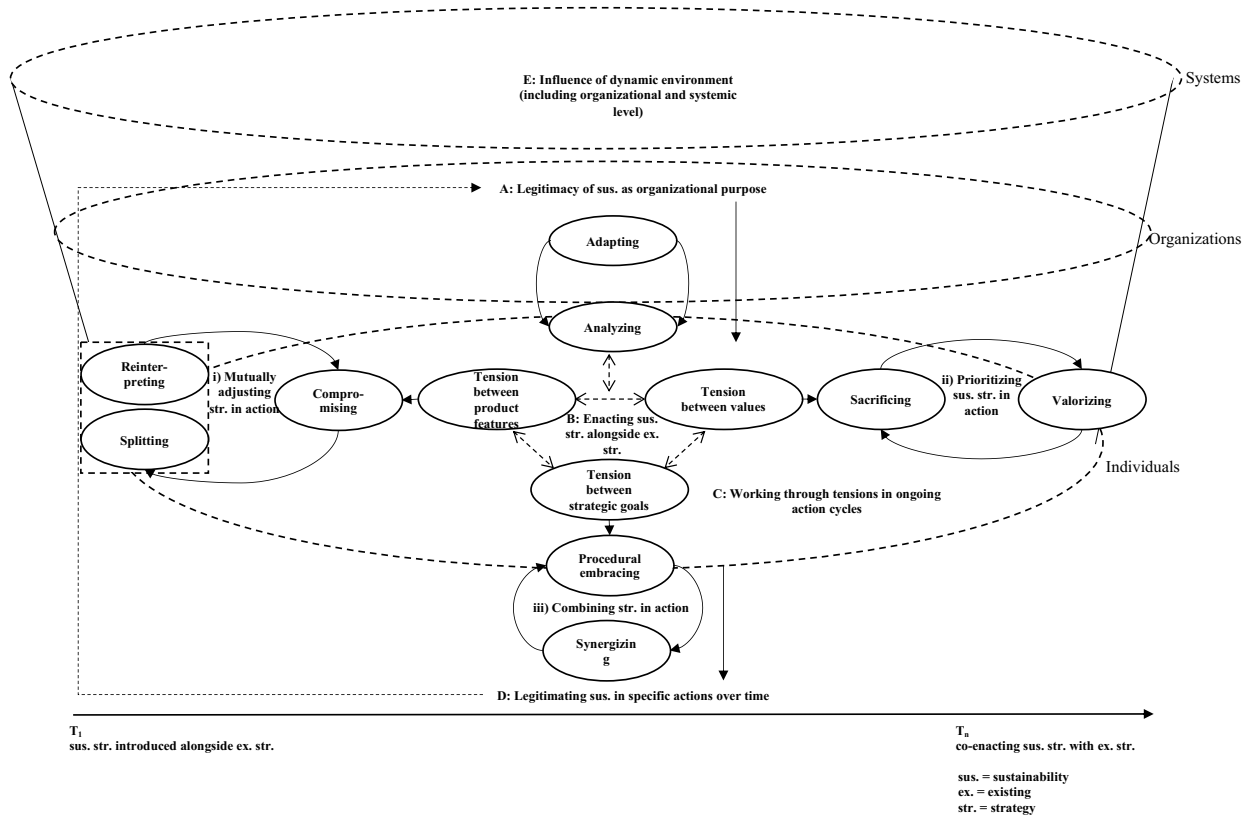 E: Influence of dynamic environment
(including organizational and systemic
level)
Systems
A: Legitimacy of sus. as organizational purpose
Organizations
Adapting
Analyzing
Reinter-
preting
Splitting
i) Mutually
adjusting
str. in action
Compro-
mising
Tension
between
product
features
B: Enacting sus.
str. alongside ex.
str.
Tension
between values
Sacrificing
ii) Prioritizing
sus. str. in
action
Valorizing
Individuals
Tension
between
strategic goals
C: Working through tensions in ongoing
action cycles
Procedural
embracing
iii) Combining str. in action
Synergizin
g
D: Legitimating sus. in specific actions over time
T1
sus. str. introduced alongside ex. str.
Tn
co-enacting sus. str. with ex. str.
sus. = sustainability
ex. = existing
str. = strategy